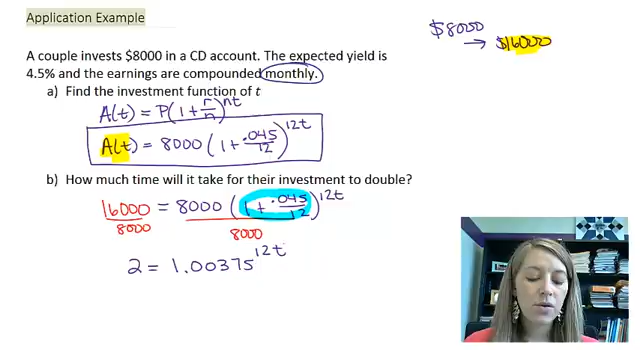 Application Example
$8000
→ $16000
A couple invests $8000 in a CD account. The expected yield is
4.5% and the earnings are compounded monthly.
a) Find the investment function of t
A(t) = P(1 + r/n)^nt
A(t) = 8000 (1 + .045/12)^12t
b) How much time will it take for their investment to double?
16000/8000 = 8000 (1 + .045/12)^12t/8000
2 = 1.00375^12t